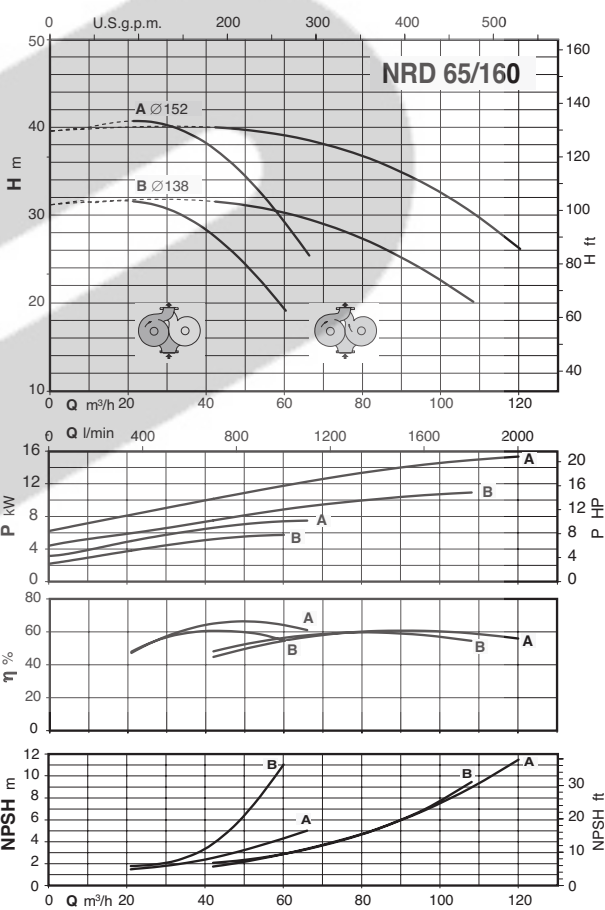 0 U.S.g.p.m. 200 300 400 500
50 160
NRD 65/160
140
A ∅152
40
120
H m
B ∅138
100
30
80
H ft
20
60
40
10
0 Q m³/h 20 40 60 80 100 120
0 Q l/min 400 800 1200 1600 2000
16 A 20
12 16
B
P kW 12 P HP
8 A 8
B
4 4
0 0
80
A
60
B B A
η %
40
20
0
12
B B A
10
30
8
NPSH m NPSH ft
6 20
A
4
10
2
0 0
0 Q m³/h 20 40 60 80 100 120